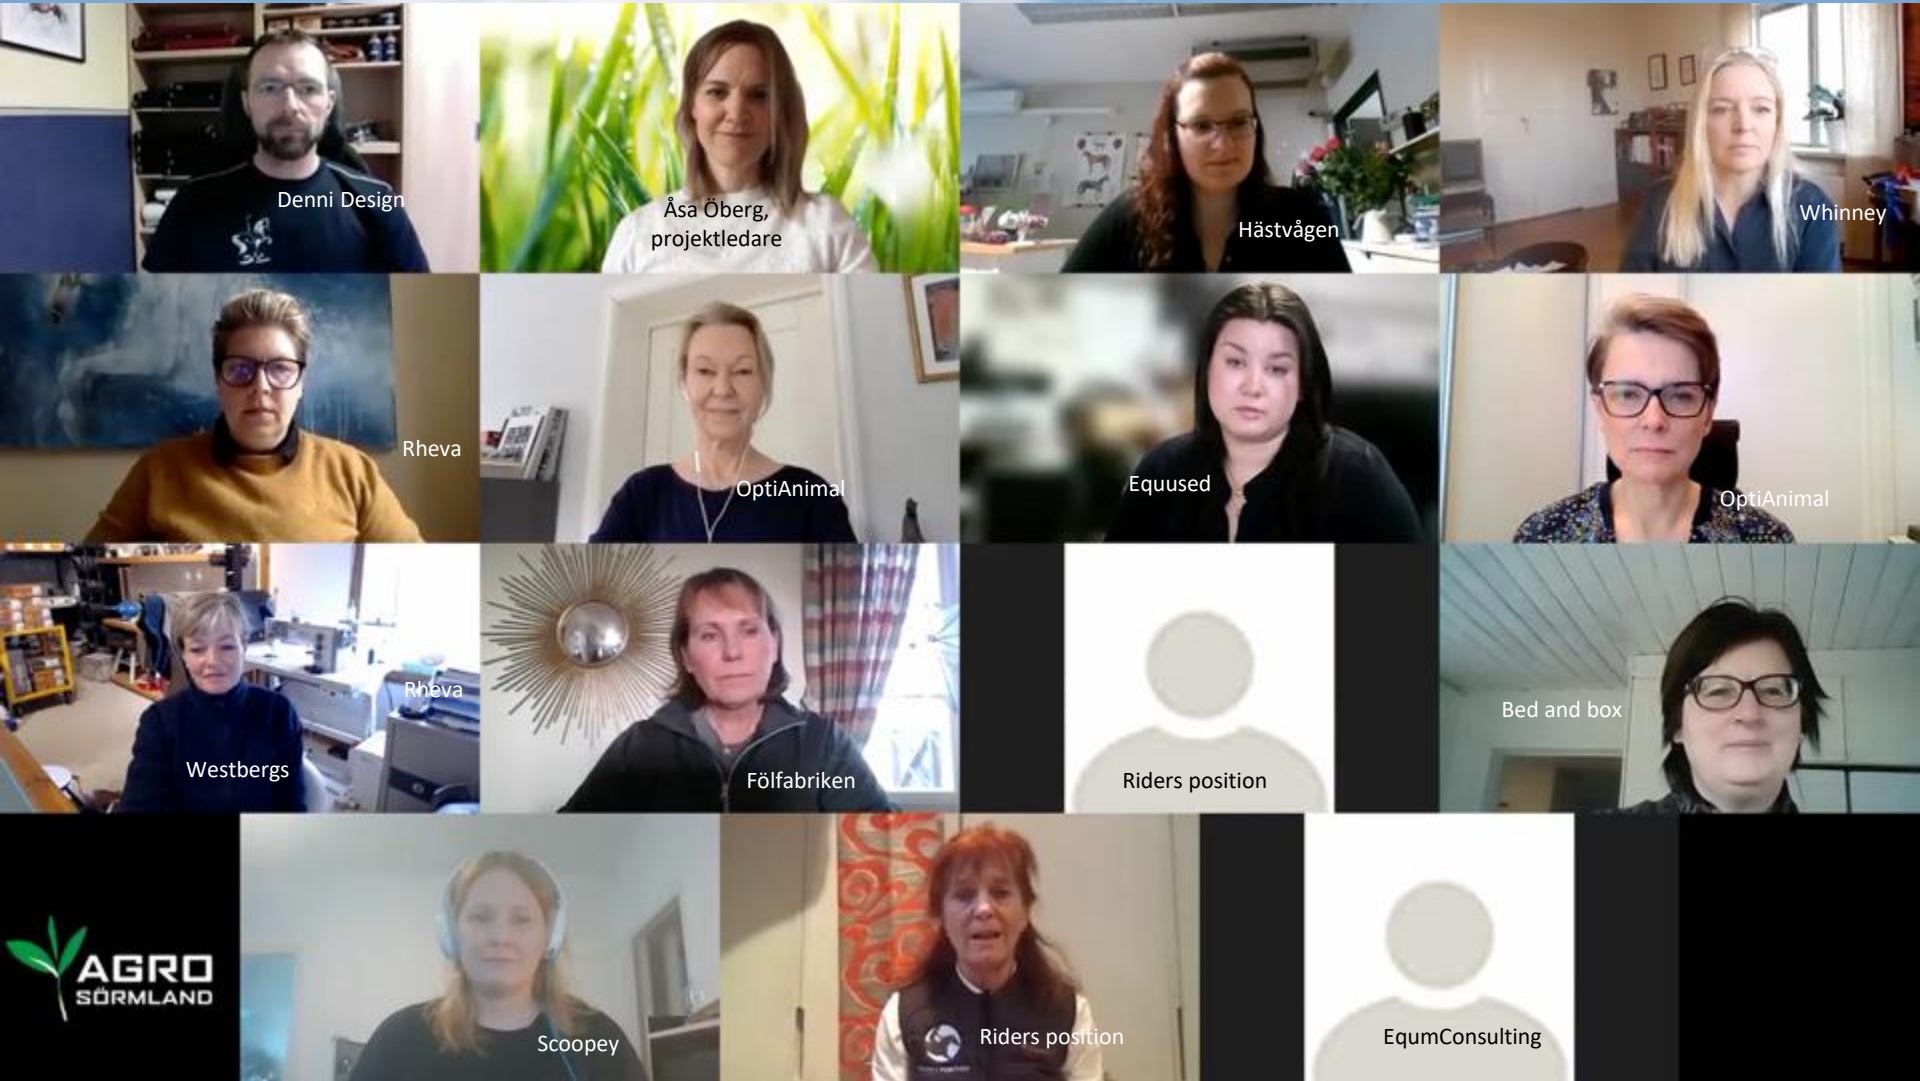 Denni Design
Åsa Öberg,
projektledare
Hästvågen
Whinney
Rheva
OptiAnimal
Equused
OptiAnimal
Rheva
Westbergs
Fölfabriken
Riders position
Bed and box
AGRO
SÖRMLAND
Scoopey
Riders position
EqumConsulting